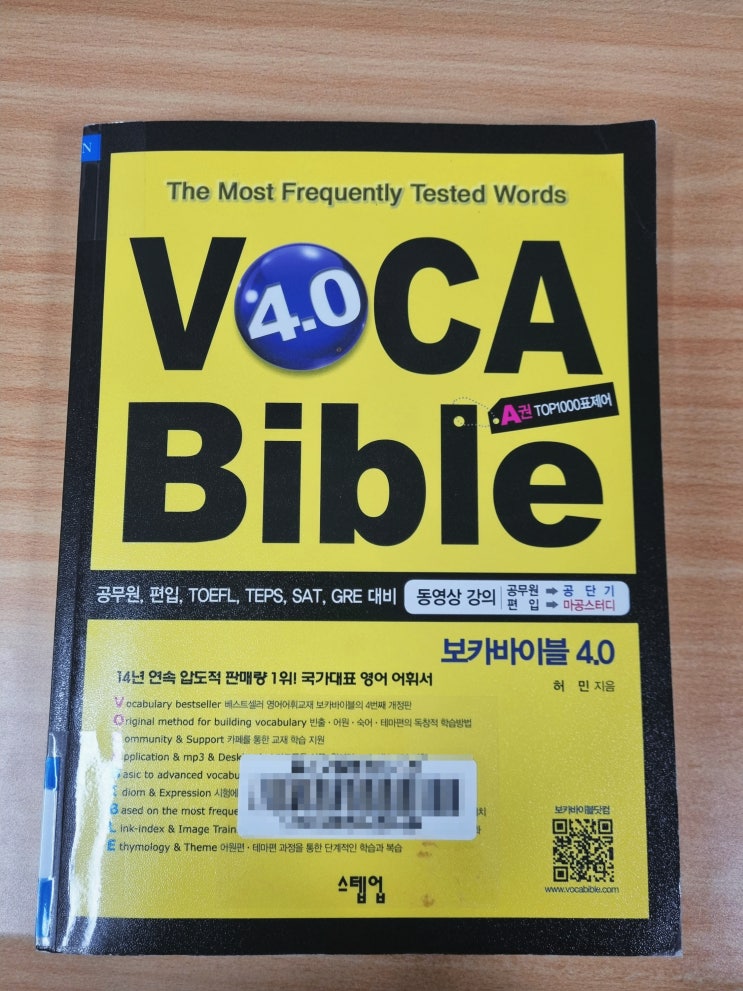 N
The Most Frequently Tested Words
VOCA
4.0
A권 TOP1000표제어
Bible
공무원, 편입, TOEFL, TEPS, SAT, GRE 대비
동영상 강의
공무원 ➡ 공단기
편입 ➡ 마공스터디
보카바이블 4.0
허 민 지음
14년 연속 압도적 판매량 1위! 국가대표 영어 어휘서
Vocabulary bestseller 베스트셀러 영어어휘교재 보카바이블의 4번째 개정판
Original method for building vocabulary 빈출·어원·숙어·테마편의 독창적 학습방법
Community & Support 카페를 통한 교재 학습 지원
application & mp3 & Desk
Basic to advanced vocabu
Idiom & Expression 시험에
Based on the most freque
Link-index & Image Train
Ethymology & Theme 어원편·테마편 과정을 통한 단계적인 학습과 복습
보카바이블닷컴
www.vocabible.com
스텝업